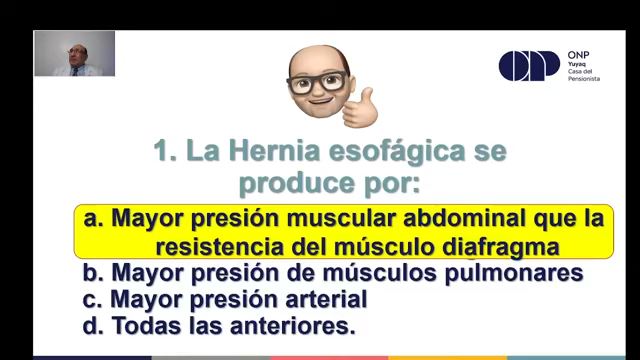 ONP
Yuyaq
Casa del
Pensionista
1. La Hernia esofágica se
produce por:
a. Mayor presión muscular abdominal que la
resistencia del músculo diafragma
b. Mayor presión de músculos pulmonares
c. Mayor presión arterial
d. Todas las anteriores.